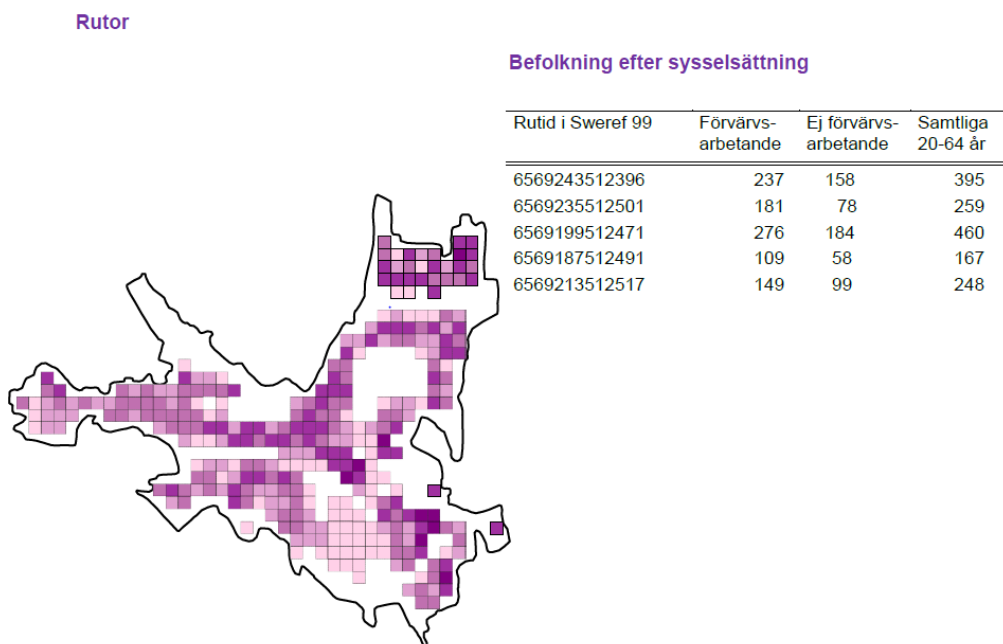 Rutor
Befolkning efter sysselsättning
Rutid i Sweref 99 Förvärvs- Ej förvärvs- Samtliga
arbetande arbetande 20-64 år
6569243512396 237 158 395
6569235512501 181 78 259
6569199512471 276 184 460
6569187512491 109 58 167
6569213512517 149 99 248